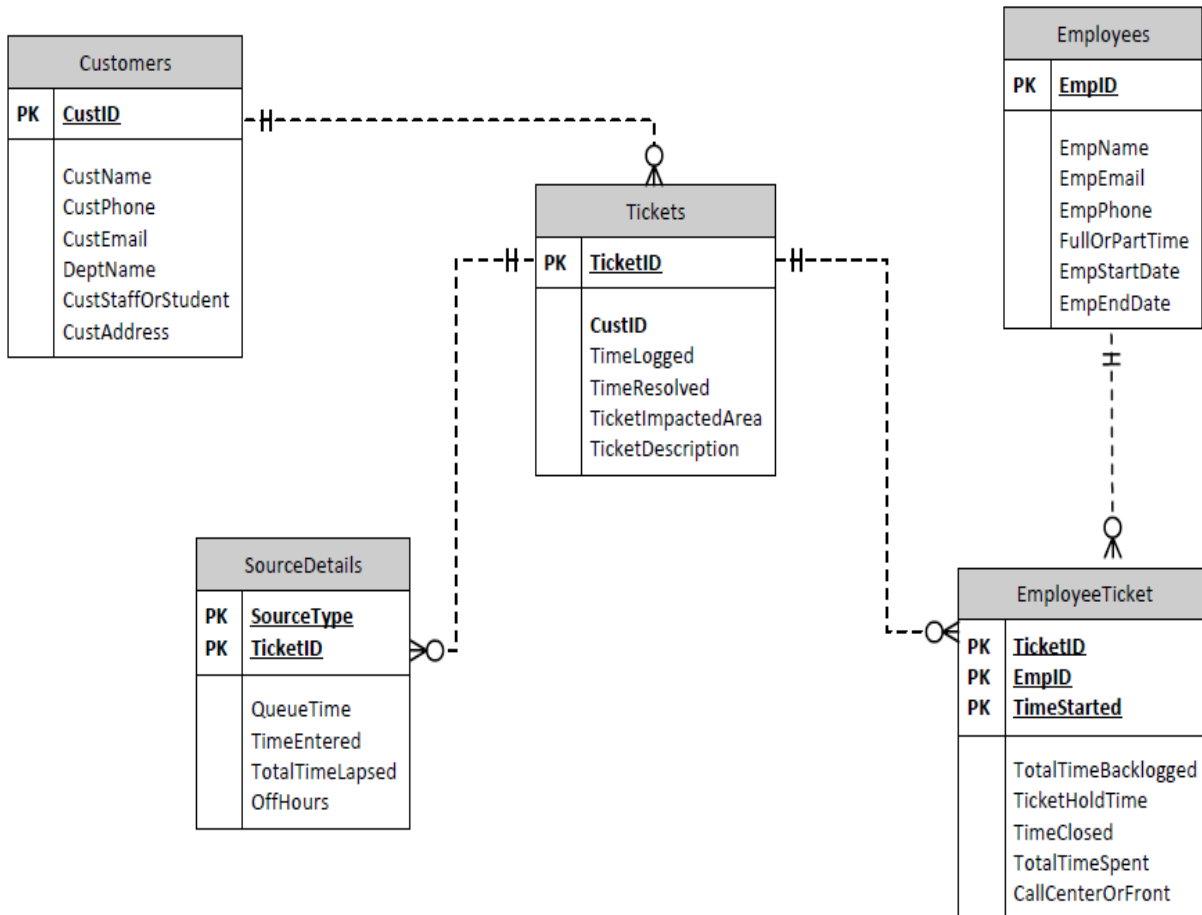 Customers
PK CustID
CustName
CustPhone
CustEmail
DeptName
CustStaffOrStudent
CustAddress
Employees
PK EmpID
EmpName
EmpEmail
EmpPhone
FullOrPartTime
EmpStartDate
EmpEndDate
Tickets
PK TicketID
CustID
TimeLogged
TimeResolved
TicketImpactedArea
TicketDescription
SourceDetails
PK SourceType
PK TicketID
QueueTime
TimeEntered
TotalTimeLapsed
OffHours
EmployeeTicket
PK TicketID
PK EmpID
PK TimeStarted
TotalTimeBacklogged
TicketHoldTime
TimeClosed
TotalTimeSpent
CallCenterOrFront